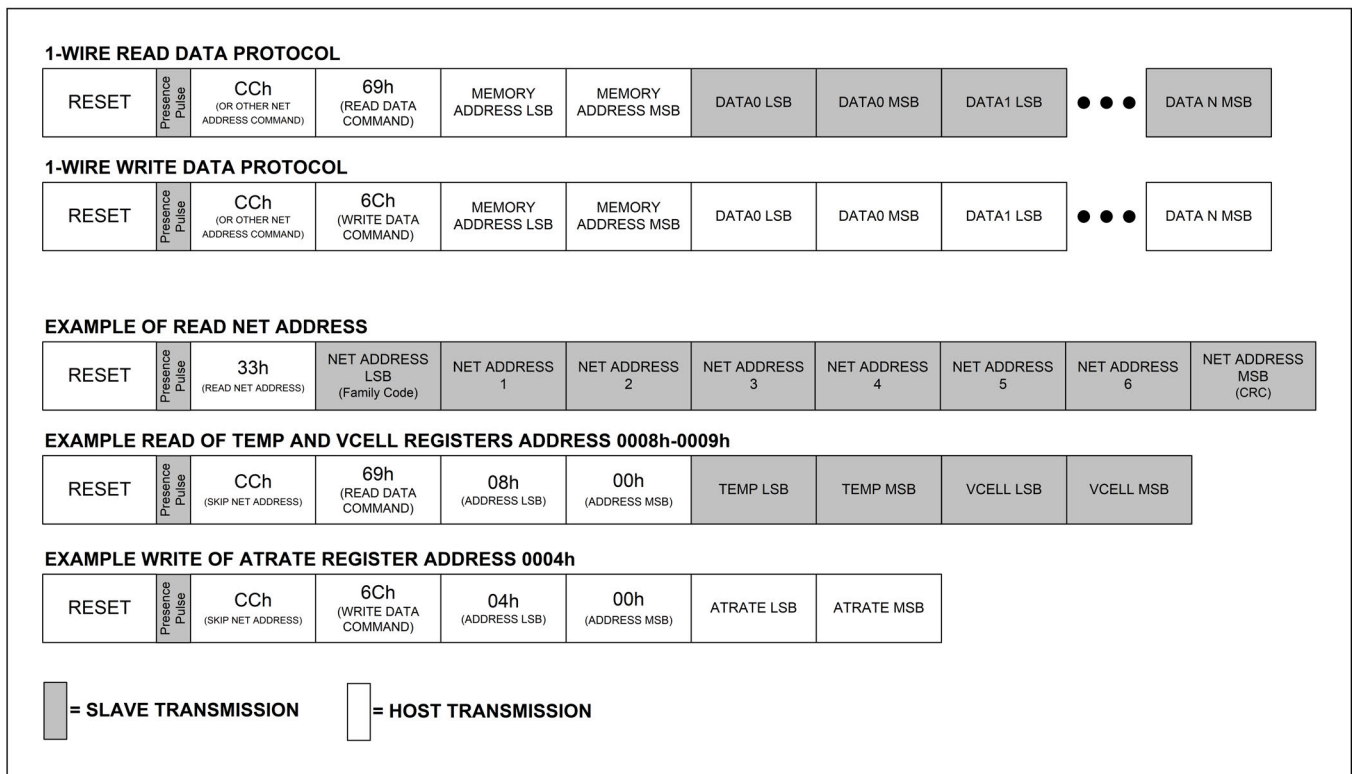 1-WIRE READ DATA PROTOCOL
RESET
Presence
Pulse
CCh
(OR OTHER NET
ADDRESS COMMAND)
69h
(READ DATA
COMMAND)
MEMORY
ADDRESS LSB
MEMORY
ADDRESS MSB
DATA0 LSB
DATA0 MSB
DATA1 LSB
DATA N MSB
1-WIRE WRITE DATA PROTOCOL
RESET
Presence
Pulse
CCh
(OR OTHER NET
ADDRESS COMMAND)
6Ch
(WRITE DATA
COMMAND)
MEMORY
ADDRESS LSB
MEMORY
ADDRESS MSB
DATA0 LSB
DATA0 MSB
DATA1 LSB
DATA N MSB
EXAMPLE OF READ NET ADDRESS
RESET
Presence
Pulse
33h
(READ NET ADDRESS)
NET ADDRESS
LSB
(Family Code)
NET ADDRESS
1
NET ADDRESS
2
NET ADDRESS
3
NET ADDRESS
4
NET ADDRESS
5
NET ADDRESS
6
NET ADDRESS
MSB
(CRC)
EXAMPLE READ OF TEMP AND VCELL REGISTERS ADDRESS 0008h-0009h
RESET
Presence
Pulse
CCh
(SKIP NET ADDRESS)
69h
(READ DATA
COMMAND)
08h
(ADDRESS LSB)
00h
(ADDRESS MSB)
TEMP LSB
TEMP MSB
VCELL LSB
VCELL MSB
EXAMPLE WRITE OF ATRATE REGISTER ADDRESS 0004h
RESET
Presence
Pulse
CCh
(SKIP NET ADDRESS)
6Ch
(WRITE DATA
COMMAND)
04h
(ADDRESS LSB)
00h
(ADDRESS MSB)
ATRATE LSB
ATRATE MSB
= SLAVE TRANSMISSION
= HOST TRANSMISSION